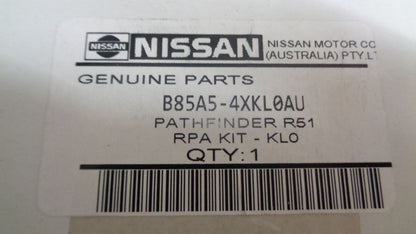 NISSAN
NISSAN
NISSAN MOTOR CO
(AUSTRALIA) PTY.LT
GENUINE PARTS
B85A5-4XKL0AU
PATHFINDER R51
RPA KIT - KL0
QTY:1